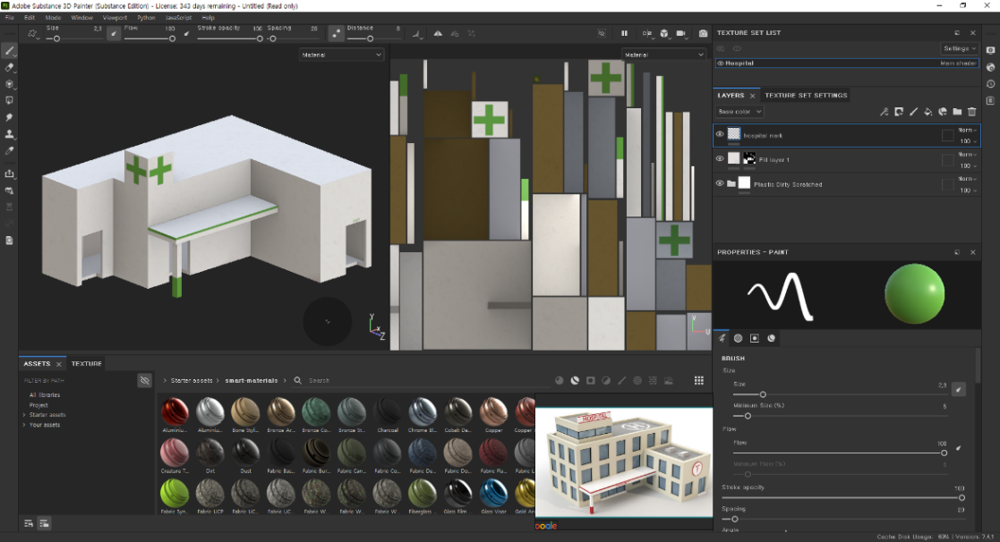 Adobe Substance 3D Painter (Substance Edition) - License: 343 days remaining - Untitled (Read only)
File Edit Mode Window Viewport Python JavaScript Help
Size 2,3 Flow 100 Stroke opacity 100 Spacing 20 Distance 8
Material
Material
Y
X
Z
V
U
TEXTURE SET LIST
Settings
Hospital Main shader
LAYERS × TEXTURE SET SETTINGS
Base color
hospital mark Norm
100
Fill layer 1 Norm
100
Plastic Dirty Scratched Norm
100
PROPERTIES - PAINT
BRUSH
Size
Size 2,3
Minimum Size (%) 5
Flow
Flow 100
Minimum Flow (%) 1
Stroke opacity 100
Spacing 20
Angle
ASSETS × TEXTURE
FILTER BY PATH
All libraries
Project
Starter assets
Your assets
> Starter assets > smart-materials > Search
Aluminiu... Aluminiu... Bone Styli... Bronze Ar... Bronze Co... Bronze St... Charcoal Chrome Bl... Cobalt Da... Copper Copper
Creature T... Dirt Dust Fabric Bas... Fabric Bur... Fabric Can... Fabric Co... Fabric De... Fabric Do... Fabric Fla... Fabric L
Fabric Syn... Fabric UCP Fabric UC... Fabric UC... Fabric W... Fabric W... Fabric W... Fiberglass... Glass Film ... Glass Visor Gold A
HOSPITAL
H
T
oogle
Cache Disk Usage: 69% | Version: 7.4.1